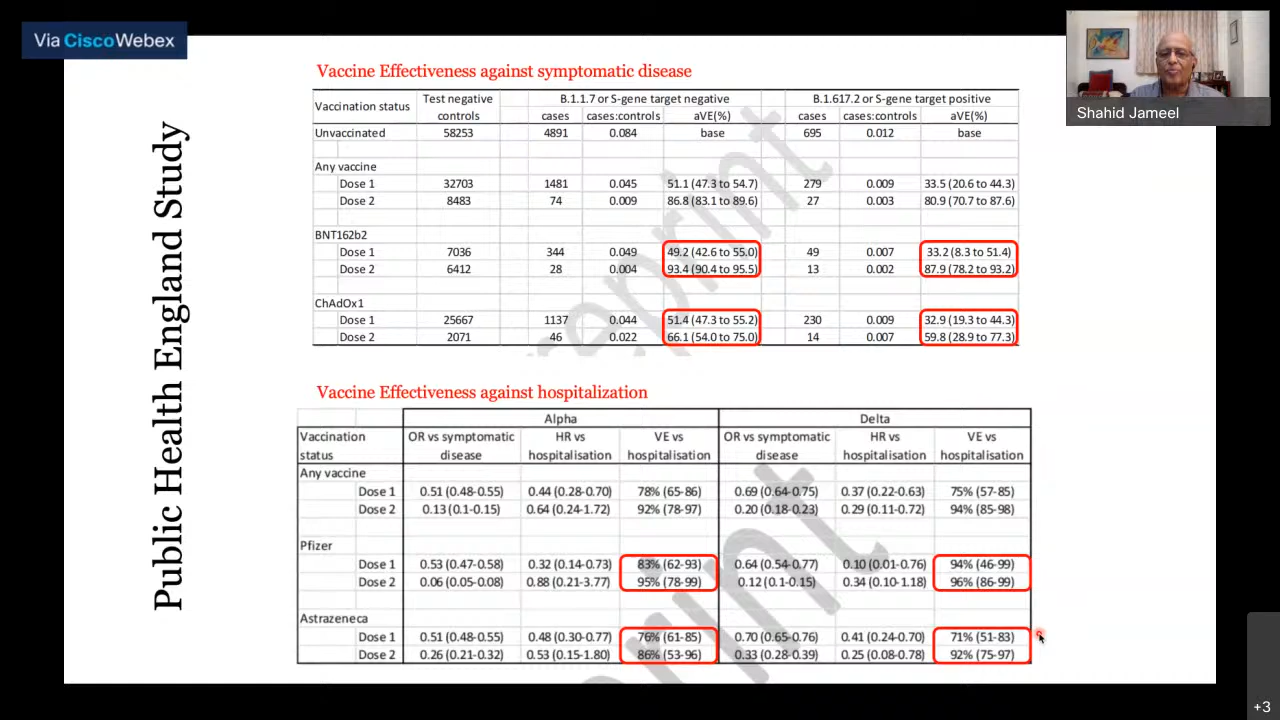 Via Cisco Webex
Shahid Jameel
Public Health England Study
Vaccine Effectiveness against symptomatic disease
Vaccination status Test negative controls B.1.1.7 or S-gene target negative B.1.617.2 or S-gene target positive
cases cases:controls aVE(%) cases cases:controls aVE(%)
Unvaccinated 58253 4891 0.084 base 695 0.012 base
Any vaccine
Dose 1 32703 1481 0.045 51.1 (47.3 to 54.7) 279 0.009 33.5 (20.6 to 44.3)
Dose 2 8483 74 0.009 86.8 (83.1 to 89.6) 27 0.003 80.9 (70.7 to 87.6)
BNT162b2
Dose 1 7036 344 0.049 49.2 (42.6 to 55.0) 49 0.007 33.2 (8.3 to 51.4)
Dose 2 6412 28 0.004 93.4 (90.4 to 95.5) 13 0.002 87.9 (78.2 to 93.2)
ChAdOx1
Dose 1 25667 1137 0.044 51.4 (47.3 to 55.2) 230 0.009 32.9 (19.3 to 44.3)
Dose 2 2071 46 0.022 66.1 (54.0 to 75.0) 14 0.007 59.8 (28.9 to 77.3)
Vaccine Effectiveness against hospitalization
Alpha Delta
Vaccination status OR vs symptomatic disease HR vs hospitalisation VE vs hospitalisation OR vs symptomatic disease HR vs hospitalisation VE vs hospitalisation
Any vaccine
Dose 1 0.51 (0.48-0.55) 0.44 (0.28-0.70) 78% (65-86) 0.69 (0.64-0.75) 0.37 (0.22-0.63) 75% (57-85)
Dose 2 0.13 (0.1-0.15) 0.64 (0.24-1.72) 92% (78-97) 0.20 (0.18-0.23) 0.29 (0.11-0.72) 94% (85-98)
Pfizer
Dose 1 0.53 (0.47-0.58) 0.32 (0.14-0.73) 83% (62-93) 0.64 (0.54-0.77) 0.10 (0.01-0.76) 94% (46-99)
Dose 2 0.06 (0.05-0.08) 0.88 (0.21-3.77) 95% (78-99) 0.12 (0.1-0.15) 0.34 (0.10-1.18) 96% (86-99)
Astrazeneca
Dose 1 0.51 (0.48-0.55) 0.48 (0.30-0.77) 76% (61-85) 0.70 (0.65-0.76) 0.41 (0.24-0.70) 71% (51-83)
Dose 2 0.26 (0.21-0.32) 0.53 (0.15-1.80) 86% (53-96) 0.33 (0.28-0.39) 0.25 (0.08-0.78) 92% (75-97)
+3